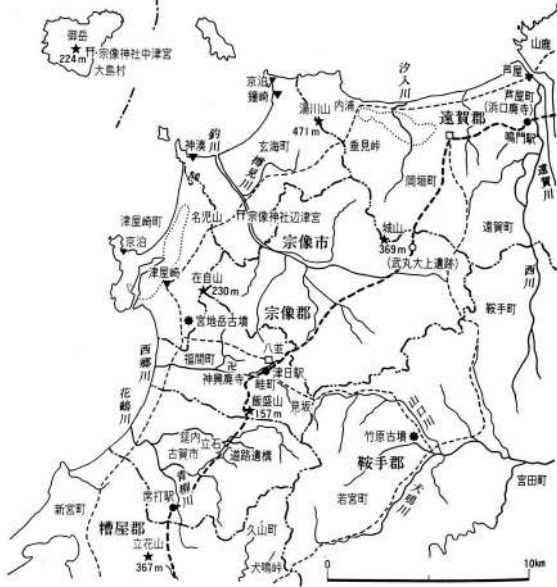 御岳
224m
宗像神社中津宮
大島村
京泊
鐘崎
湯川山
471m
内浦
汐入川
山鹿
芦屋
芦屋町
(浜口廃寺)
遠賀郡
鳴門駅
遠賀川
神湊
釣川
玄海町
樽見川
垂見峠
岡垣町
津屋崎町
名児山
宗像神社辺津宮
城山
369m
遠賀町
西川
京泊
宗像市
(武丸大上遺跡)
津屋崎
在自山
230m
鞍手町
宗像郡
宮地岳古墳
西郷川
福間町
八並
神興廃寺
津日駅
畦町
花鶴川
飯盛山
157m
見坂
山口川
竹原古墳
筵内
立石
古賀市
道路遺構
鞍手郡
青柳川
宮田町
新宮町
席打駅
若宮町
犬鳴川
糟屋郡
久山町
立花山
367m
犬鳴峠
0
10km